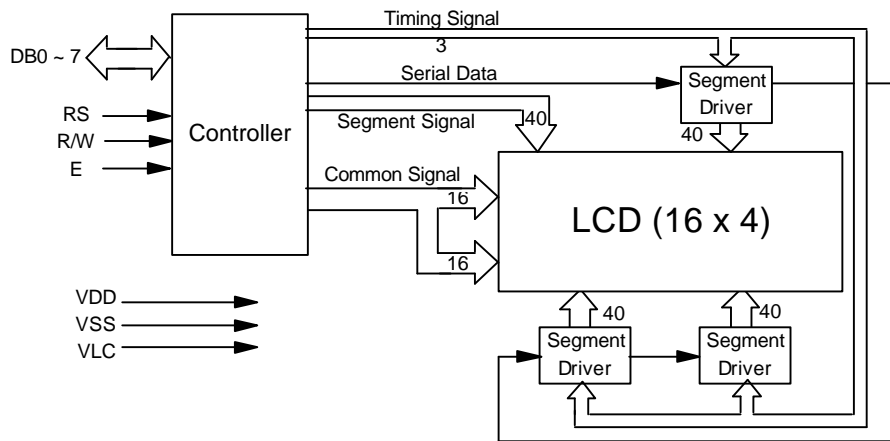 Timing Signal
3
DB0 ~ 7
Serial Data
Segment
Driver
RS
Controller
Segment Signal
40
40
R/W
E
Common Signal
16
LCD (16 x 4)
16
VDD
VSS
VLC
40
40
Segment
Driver
Segment
Driver